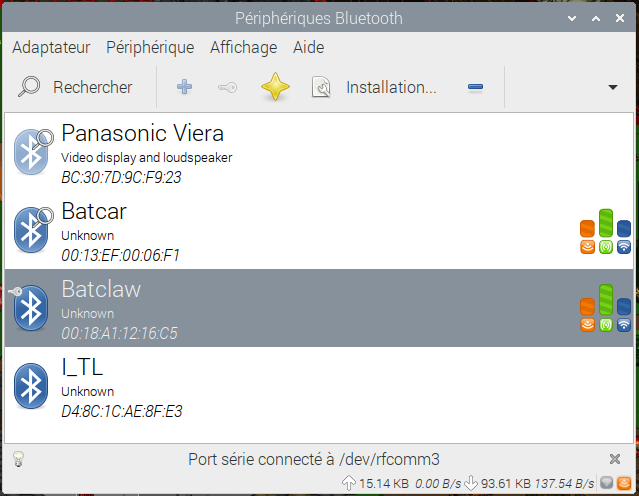 Périphériques Bluetooth
Adaptateur Périphérique Affichage Aide
Rechercher Installation...
Panasonic Viera
Video display and loudspeaker
BC:30:7D:9C:F9:23
Batcar
Unknown
00:13:EF:00:06:F1
Batclaw
Unknown
00:18:A1:12:16:C5
I_TL
Unknown
D4:8C:1C:AE:8F:E3
Port série connecté à /dev/rfcomm3
15.14 KB 0.00 B/s 93.61 KB 137.54 B/s